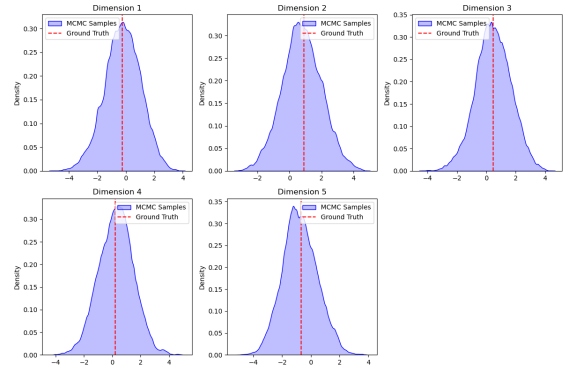 Dimension 1
MCMC Samples
Ground Truth
Density
0.00
0.05
0.10
0.15
0.20
0.25
0.30
−4 −2 0 2 4
Dimension 2
MCMC Samples
Ground Truth
Density
0.00
0.05
0.10
0.15
0.20
0.25
0.30
−2 0 2 4
Dimension 3
MCMC Samples
Ground Truth
Density
0.00
0.05
0.10
0.15
0.20
0.25
0.30
0.35
−4 −2 0 2 4
Dimension 4
MCMC Samples
Ground Truth
Density
0.00
0.05
0.10
0.15
0.20
0.25
0.30
−4 −2 0 2 4
Dimension 5
MCMC Samples
Ground Truth
Density
0.00
0.05
0.10
0.15
0.20
0.25
0.30
0.35
−4 −2 0 2 4